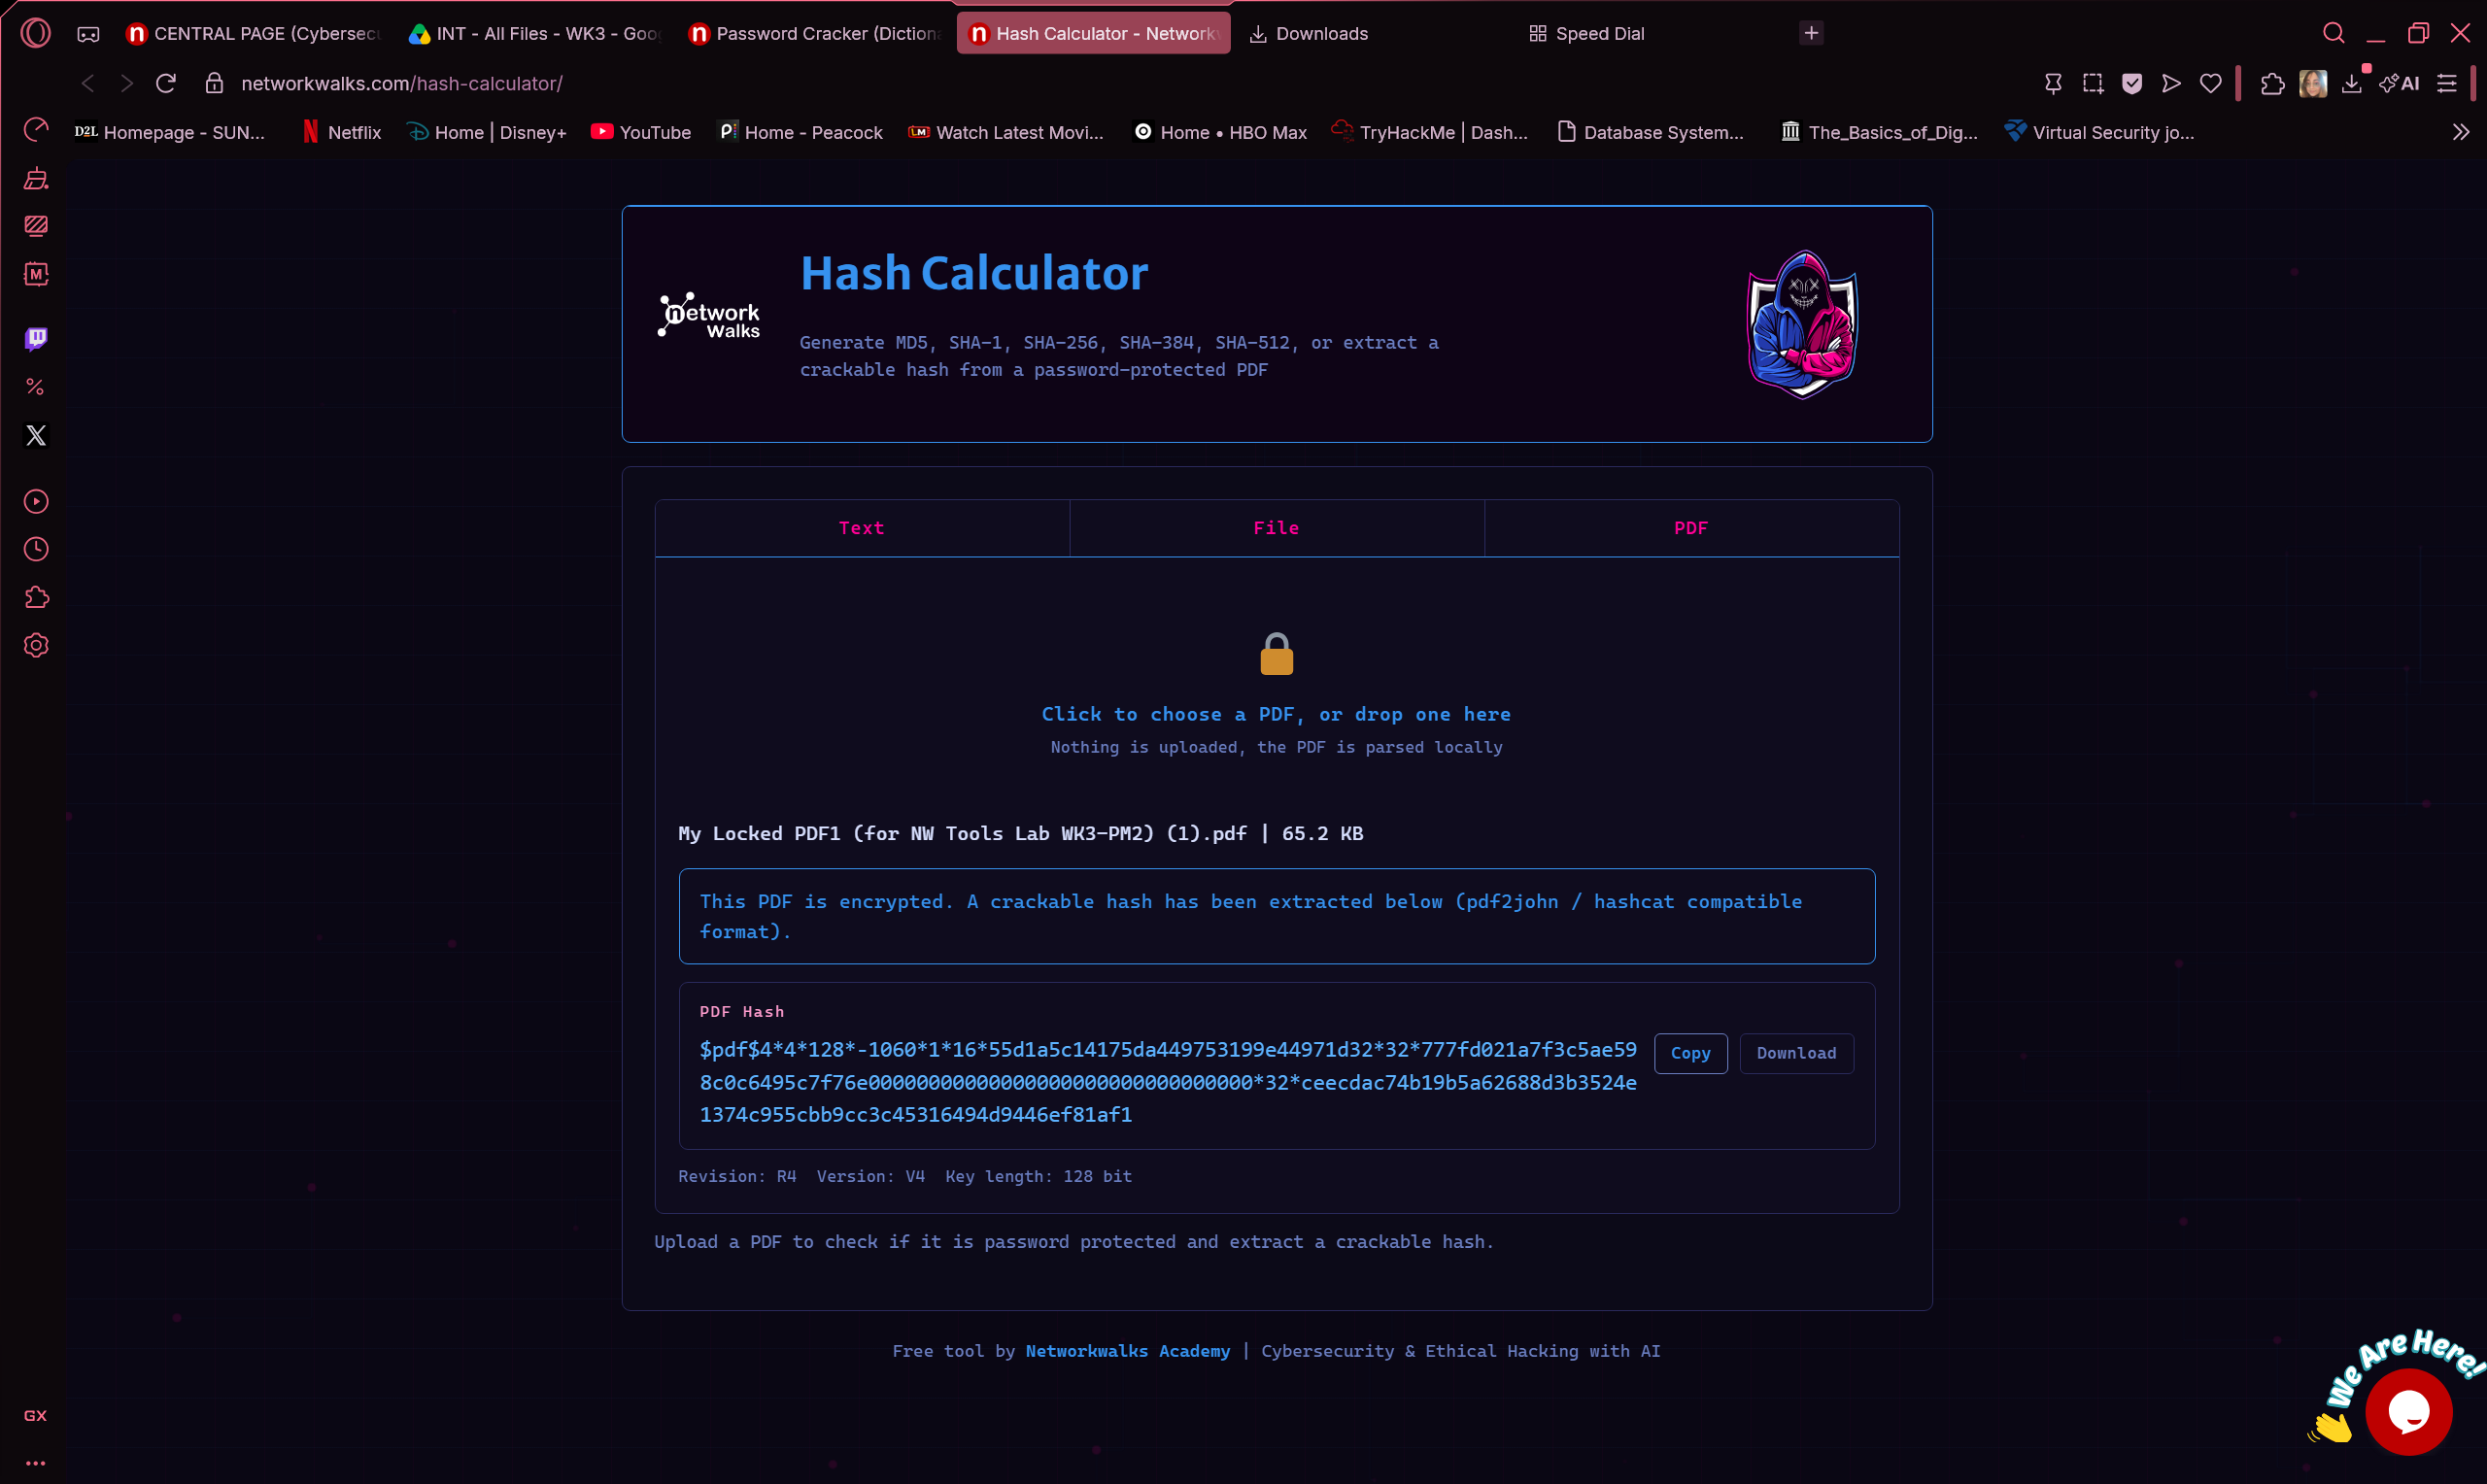 CENTRAL PAGE (Cybersecu
INT - All Files - WK3 - Goo
Password Cracker (Diction
Hash Calculator - Network
Downloads
Speed Dial
networkwalks.com/hash-calculator/
AI
D2L Homepage - SUN...
Netflix
Home | Disney+
YouTube
Home - Peacock
LM Watch Latest Movi...
Home • HBO Max
TryHackMe | Dash...
Database System...
The_Basics_of_Dig...
Virtual Security jo...
network
Walks
Hash Calculator
Generate MD5, SHA-1, SHA-256, SHA-384, SHA-512, or extract a
crackable hash from a password-protected PDF
Text
File
PDF
Click to choose a PDF, or drop one here
Nothing is uploaded, the PDF is parsed locally
My Locked PDF1 (for NW Tools Lab WK3-PM2) (1).pdf | 65.2 KB
This PDF is encrypted. A crackable hash has been extracted below (pdf2john / hashcat compatible
format).
PDF Hash
$pdf$4*4*128*-1060*1*16*55d1a5c14175da449753199e44971d32*32*777fd021a7f3c5ae59
8c0c6495c7f76e00000000000000000000000000000000*32*ceecdac74b19b5a62688d3b3524e
1374c955cbb9cc3c45316494d9446ef81af1
Copy
Download
Revision: R4 Version: V4 Key length: 128 bit
Upload a PDF to check if it is password protected and extract a crackable hash.
Free tool by Networkwalks Academy | Cybersecurity & Ethical Hacking with AI
We Are Here!
GX